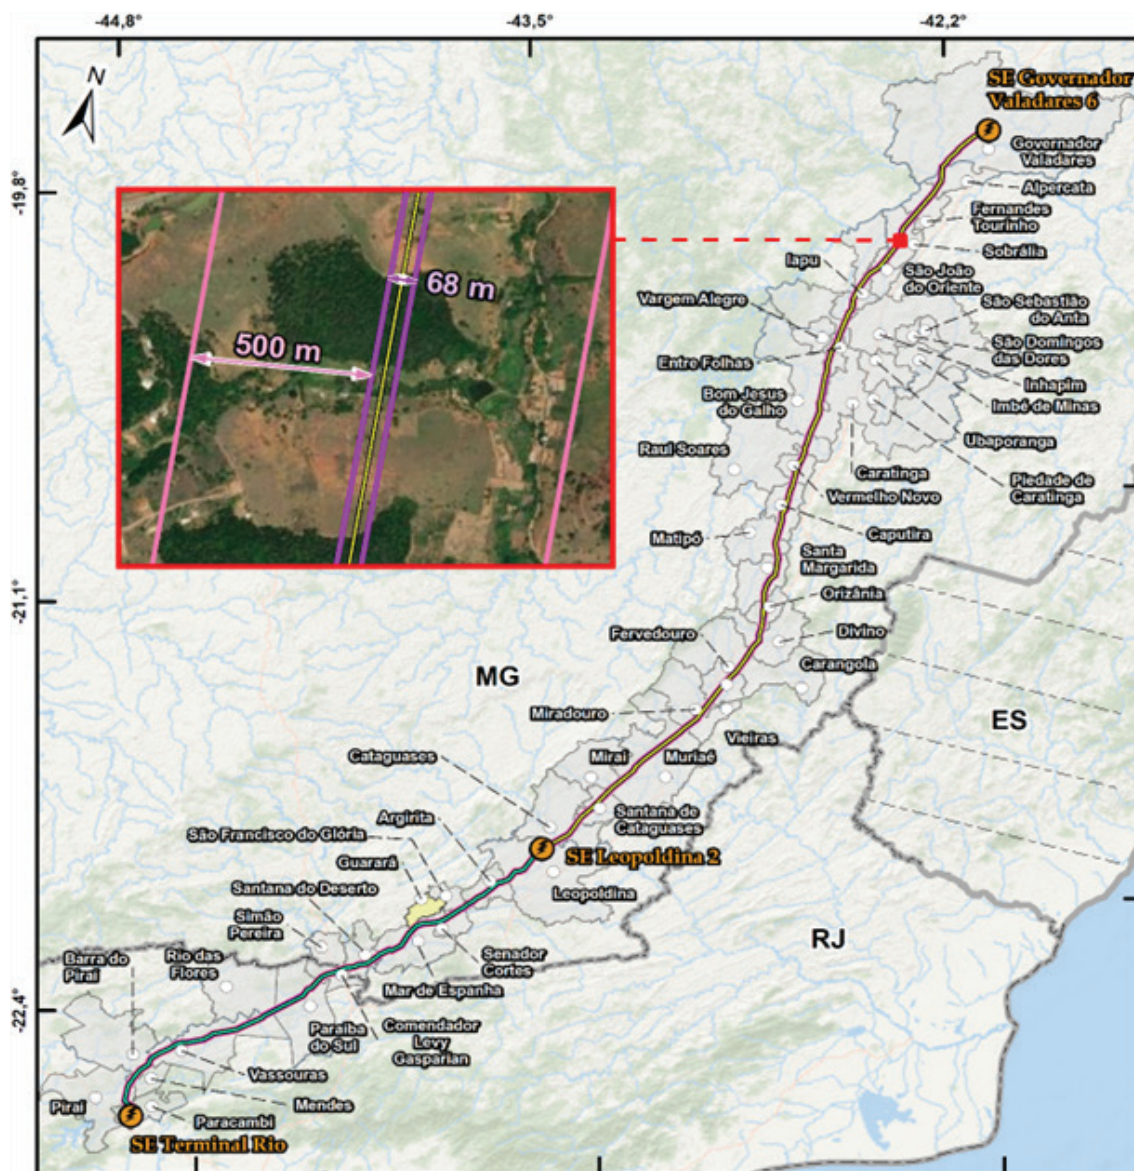 -44,8°
-43,5°
-42,2°
N
SE Governador
Valadares 6
Governador
Valadares
-19,8°
Alpercata
Fernandes
Tourinho
Sobrália
Iapu
São João
do Oriente
68 m
Vargem Alegre
São Sebastião
do Anta
500 m
São Domingos
das Dores
Entre Folhas
Inhapim
Bom Jesus
do Galho
Imbé de Minas
Ubaporanga
Raul Soares
Caratinga
Piedade de
Caratinga
Vermelho Novo
Matipó
Caputira
Santa
Margarida
-21,1°
Orizânia
Fervedouro
Divino
MG
Carangola
Miradouro
ES
Vieiras
Cataguases
Miraí
Muriaé
Argirita
Santana de
Cataguases
São Francisco do Glória
SE Leopoldina 2
Guarará
Leopoldina
Santana do Deserto
Simão
Pereira
RJ
Barra do
Piraí
Rio das
Flores
Senador
Cortes
Mar de Espanha
-22,4°
Paraíba
do Sul
Comendador
Levy
Gasparian
Vassouras
Piraí
Mendes
Paracambi
SE Terminal Rio